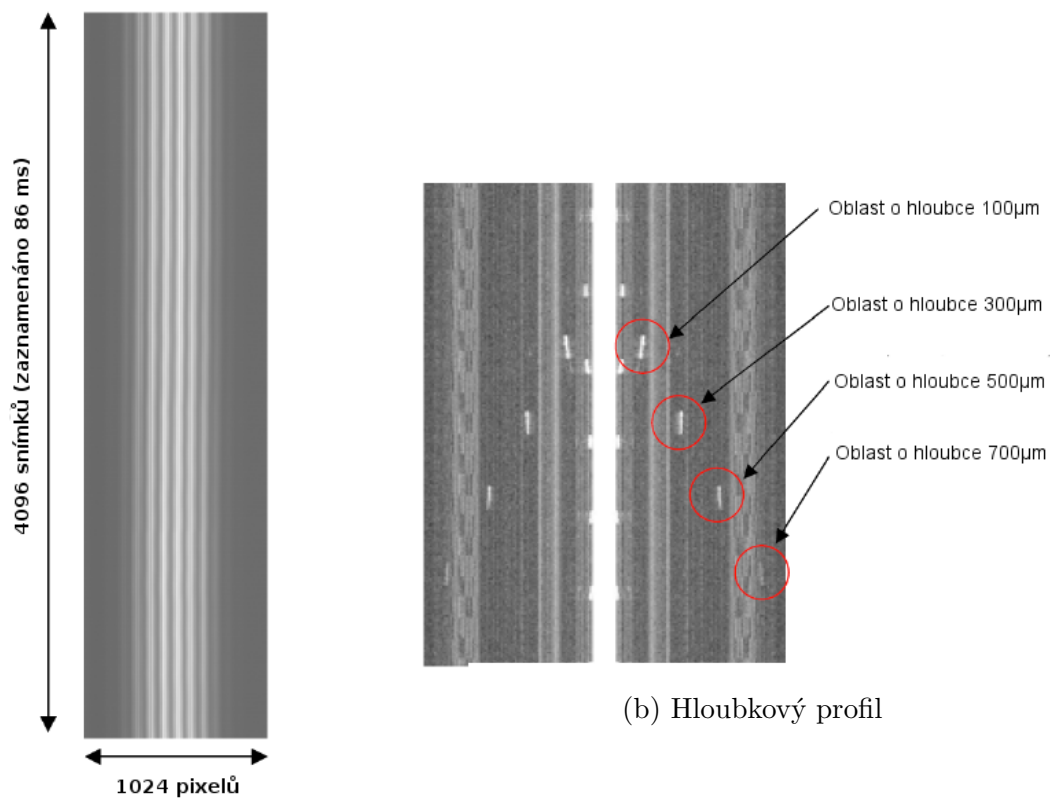 4096 snímků (zaznamenáno 86 ms)
1024 pixelů
Oblast o hloubce 100µm
Oblast o hloubce 300µm
Oblast o hloubce 500µm
Oblast o hloubce 700µm
(b) Hloubkový profil